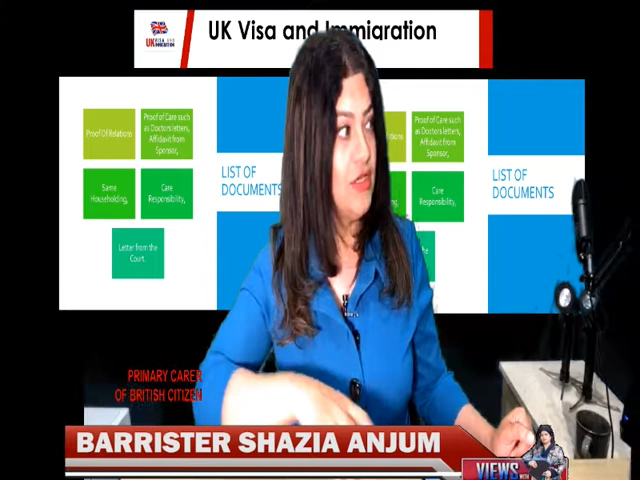 UK Visa and Immigration
UK VISA AND
IMMIGRATION
Proof Of Relations
Proof of Care such
as Doctors letters,
Affidavit from
Sponsor,
Same
Householding,
Care
Responsibility,
Letter from the
Court.
LIST OF
DOCUMENTS
Proof of Care such
as Doctors letters,
Affidavit from
Sponsor,
Care
Responsibility,
LIST OF
DOCUMENTS
PRIMARY CARER
OF BRITISH CITIZEN
BARRISTER SHAZIA ANJUM
VIEWS